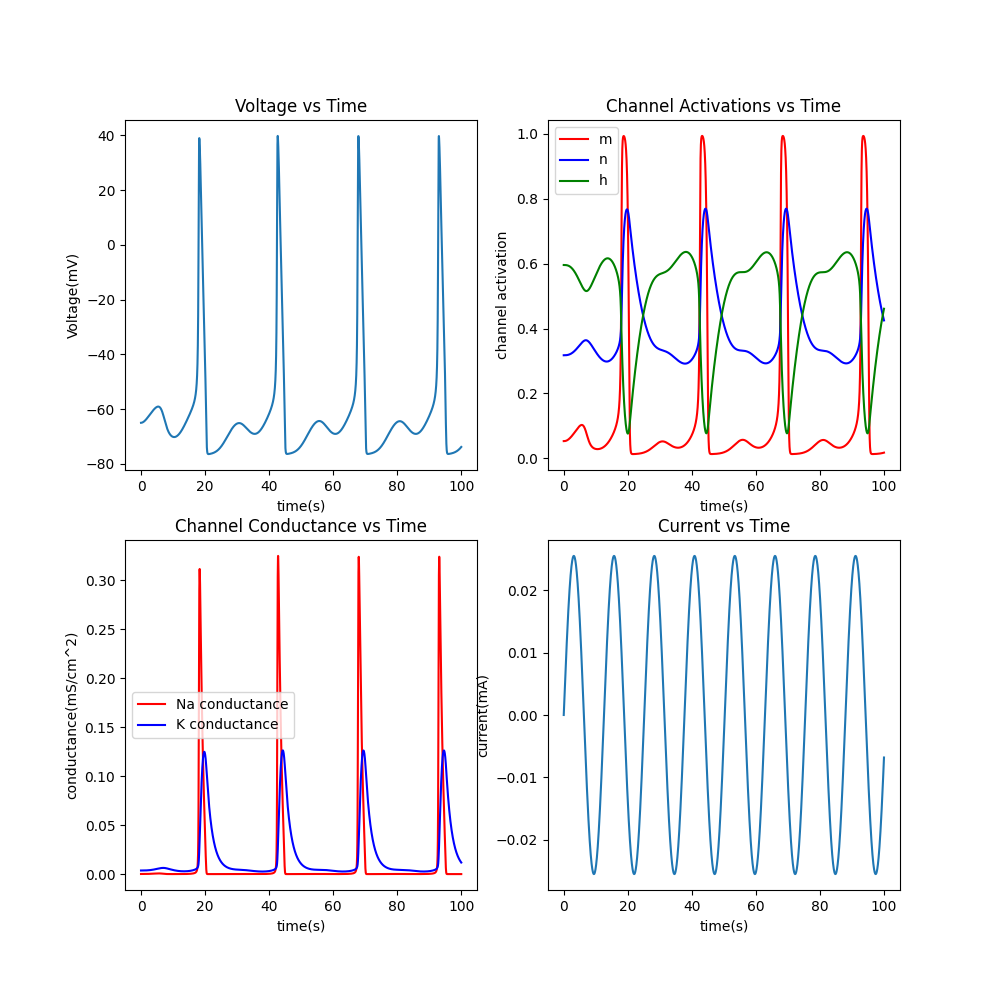 Voltage vs Time
40
20
0
−20
−40
−60
−80
Voltage(mV)
0 20 40 60 80 100
time(s)
Channel Activations vs Time
m
n
h
1.0
0.8
0.6
0.4
0.2
0.0
channel activation
0 20 40 60 80 100
time(s)
Channel Conductance vs Time
0.30
0.25
0.20
0.15
0.10
0.05
0.00
conductance(mS/cm^2)
Na conductance
K conductance
0 20 40 60 80 100
time(s)
Current vs Time
0.02
0.01
0.00
−0.01
−0.02
current(mA)
0 20 40 60 80 100
time(s)